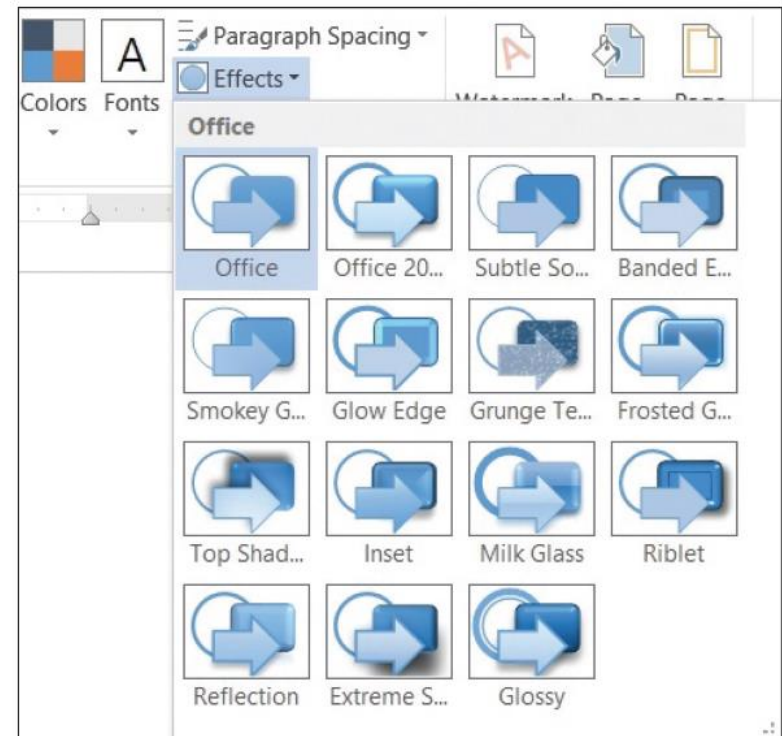 A
Paragraph Spacing
A
Effects
Colors Fonts
Office
Office Office 20... Subtle So... Banded E...
Smokey G... Glow Edge Grunge Te... Frosted G...
Top Shad... Inset Milk Glass Riblet
Reflection Extreme S... Glossy